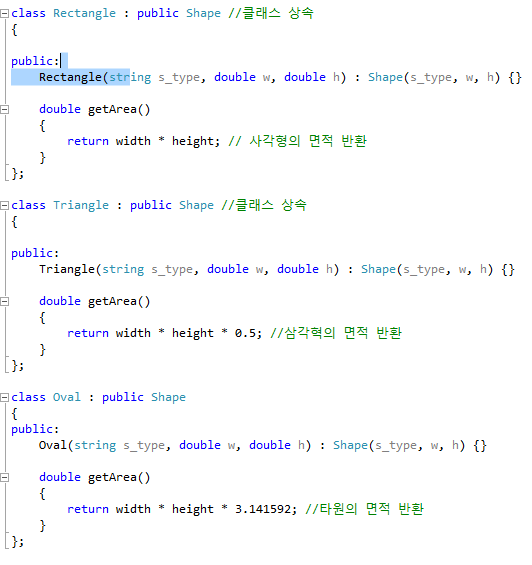 class Rectangle : public Shape //클래스 상속
{
public:
Rectangle(string s_type, double w, double h) : Shape(s_type, w, h) {}
double getArea()
{
return width * height; // 사각형의 면적 반환
}
};
class Triangle : public Shape //클래스 상속
{
public:
Triangle(string s_type, double w, double h) : Shape(s_type, w, h) {}
double getArea()
{
return width * height * 0.5; //삼각혁의 면적 반환
}
};
class Oval : public Shape
{
public:
Oval(string s_type, double w, double h) : Shape(s_type, w, h) {}
double getArea()
{
return width * height * 3.141592; //타원의 면적 반환
}
};